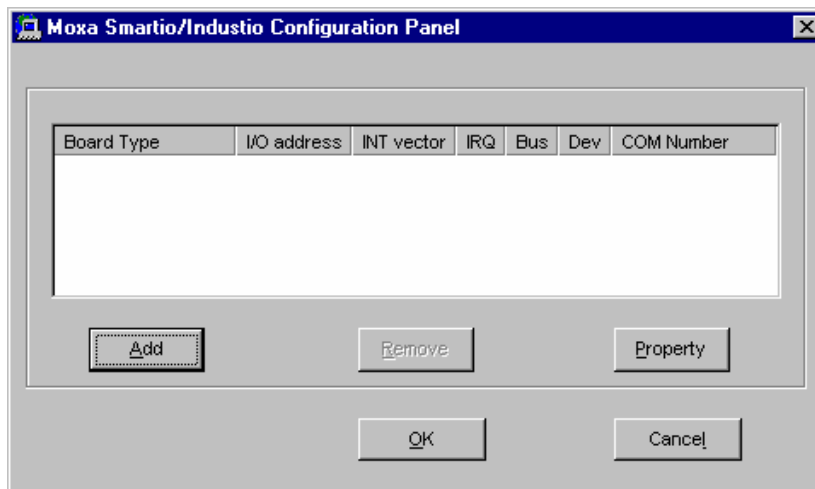 Moxa Smartio/Industio Configuration Panel
Board Type I/O address INT vector IRQ Bus Dev COM Number
Add Remove Property
OK Cancel